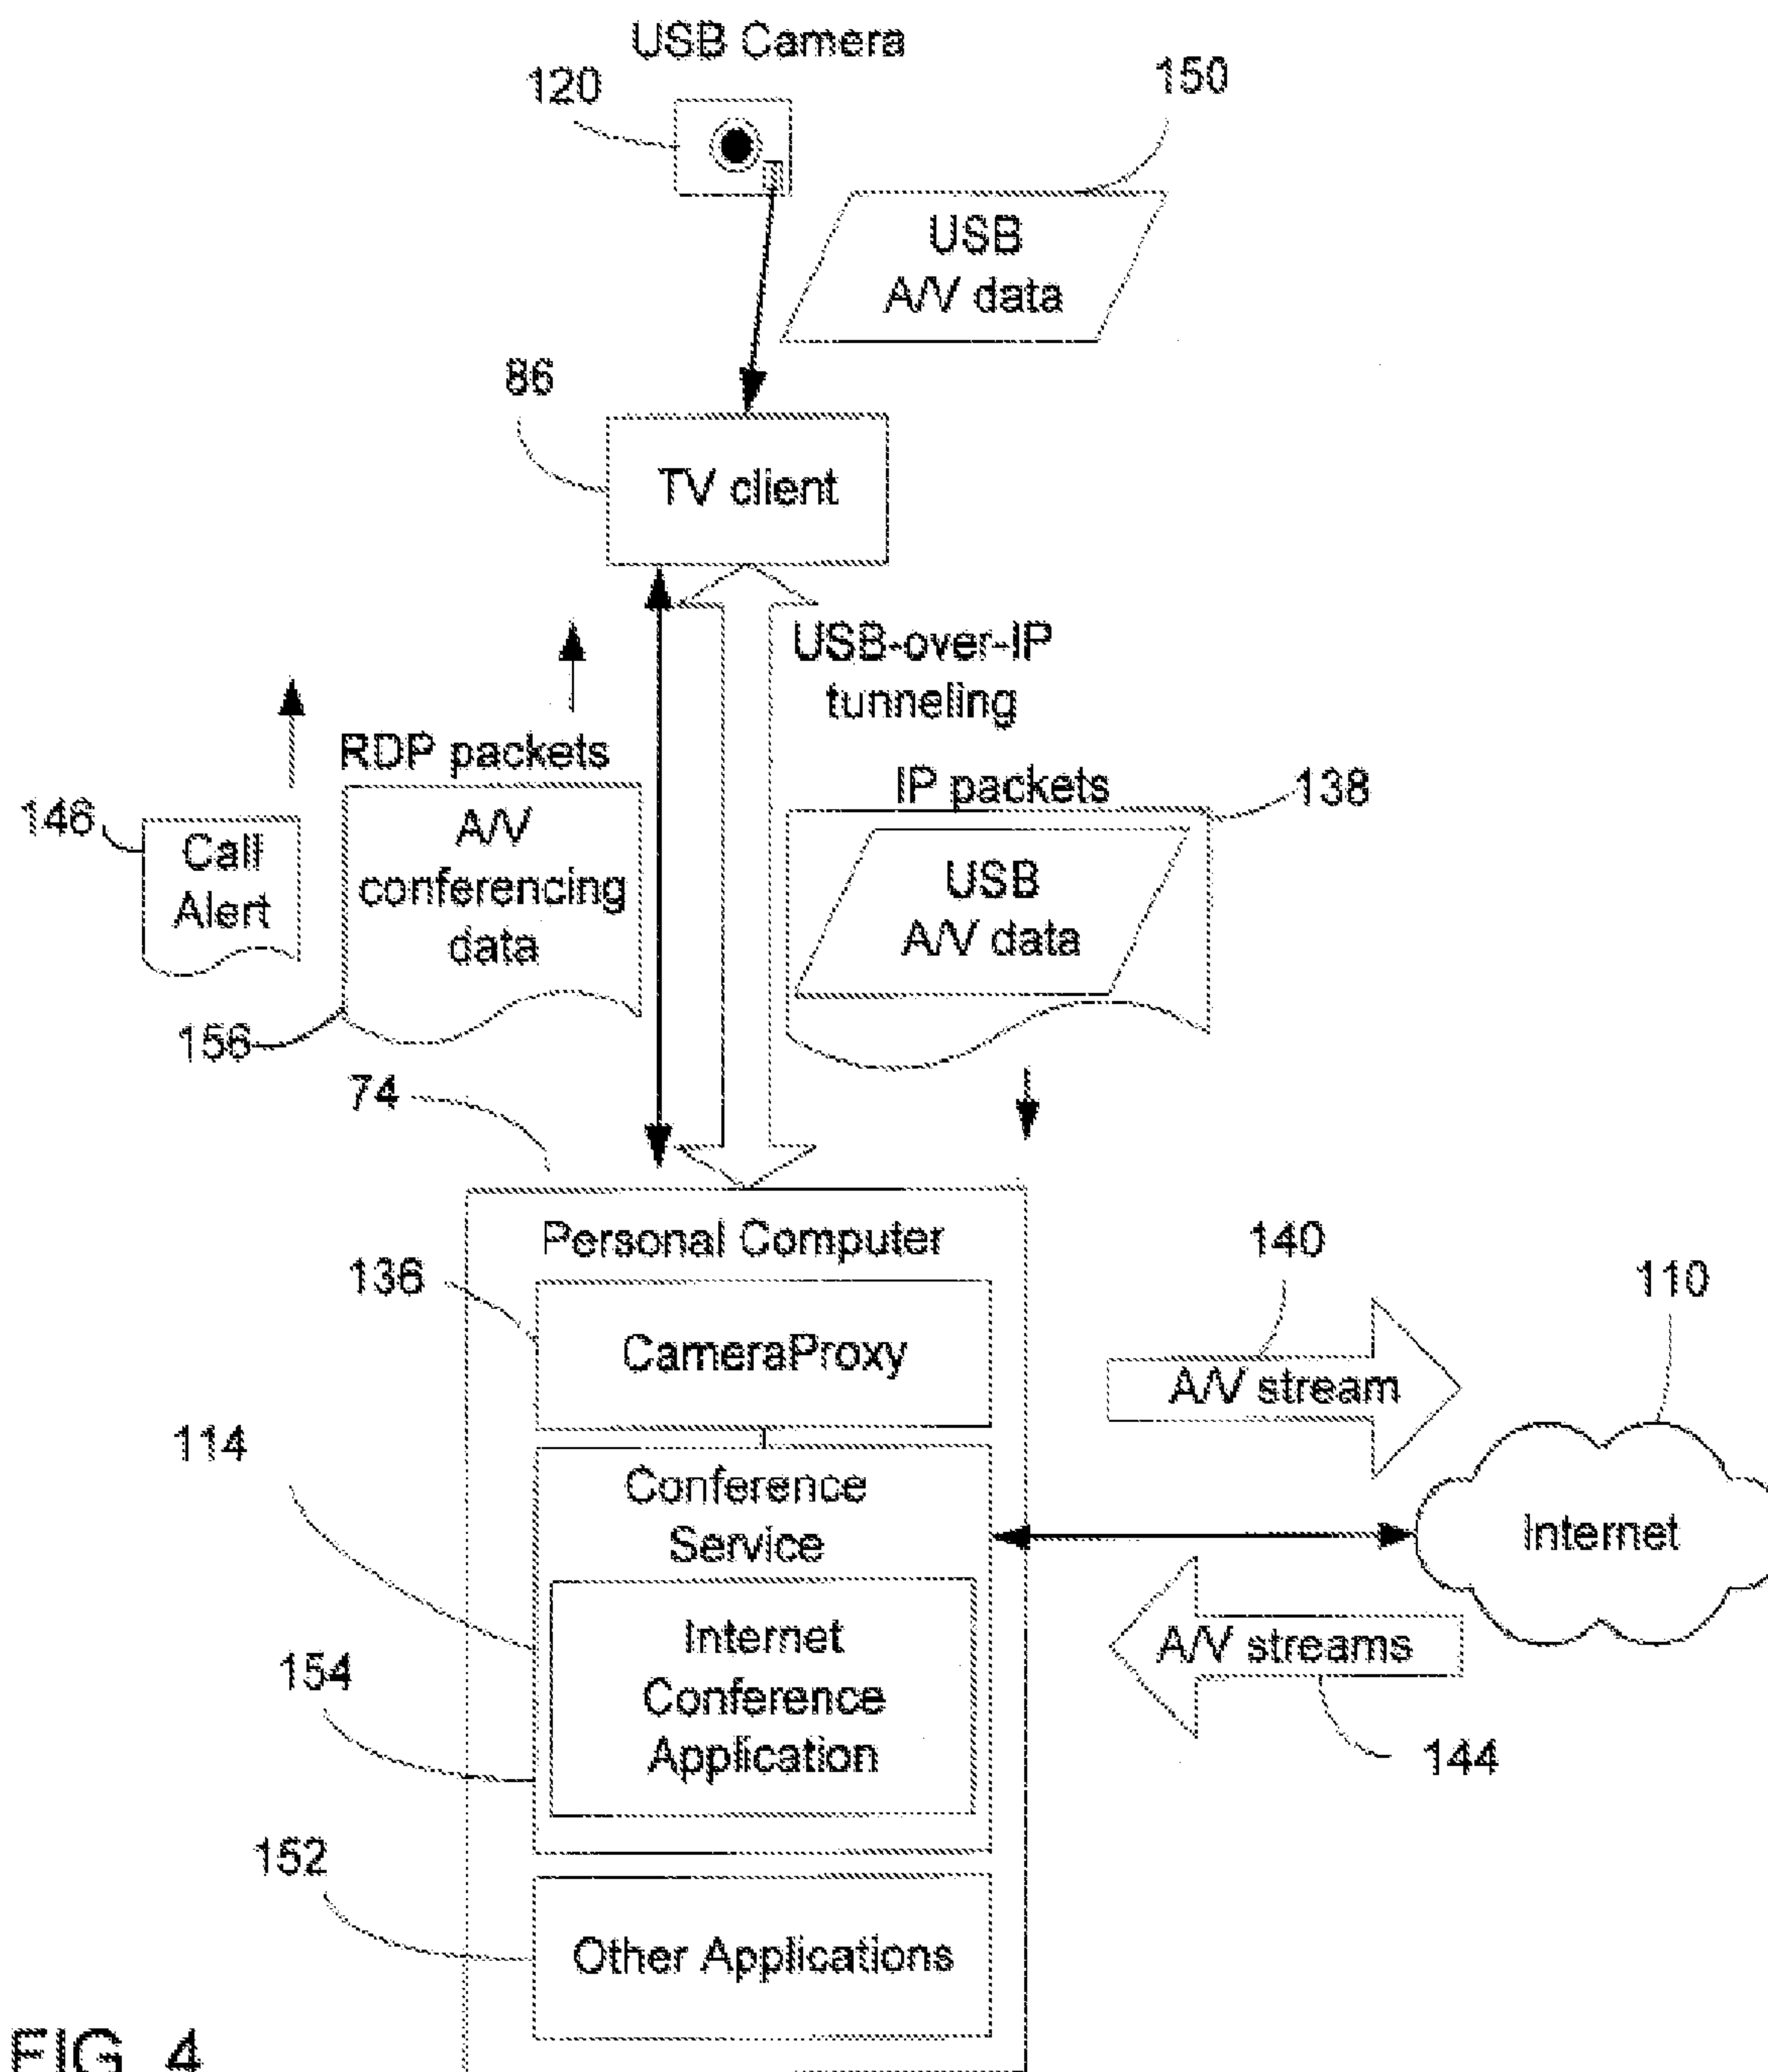 USB Camera
120
150
USB
A/V data
86
TV client
USB-over-IP
tunneling
RDP packets
IP packets
138
146
Call
Alert
A/V
conferencing
data
USB
A/V data
156
74
Personal Computer
136
CameraProxy
140
A/V stream
110
114
Conference
Service
Internet
Internet
Conference
Application
A/V streams
144
154
152
Other Applications
FIG. 4